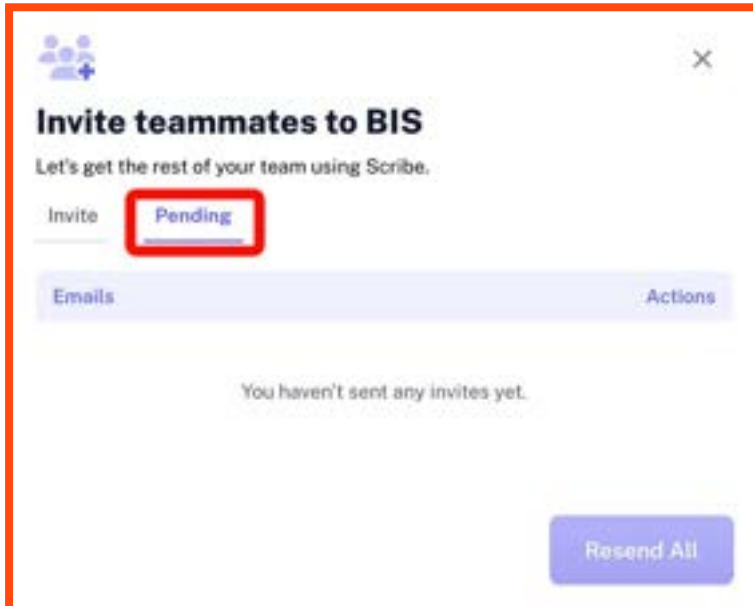 Invite teammates to BIS
Let's get the rest of your team using Scribe.
Invite Pending
Emails Actions
You haven't sent any invites yet.
Resend All